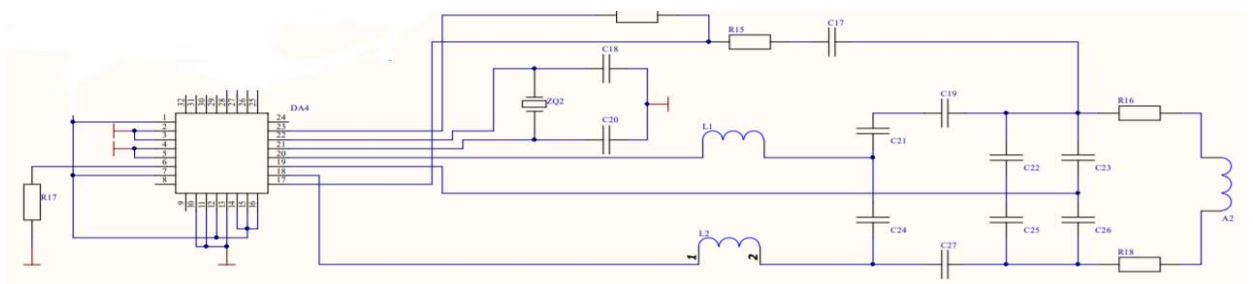 C17
R15
C18
ZQ2
C20
DA4
32 31 30 29 28 27 26 25
1 24
2 23
3 22
4 21
5 20
6 19
7 18
8 17
9 10 11 12 13 14 15 16
R17
L1
C19
C21
R16
C22
C23
C24
C25
C26
A2
L2
1 2
C27
R18